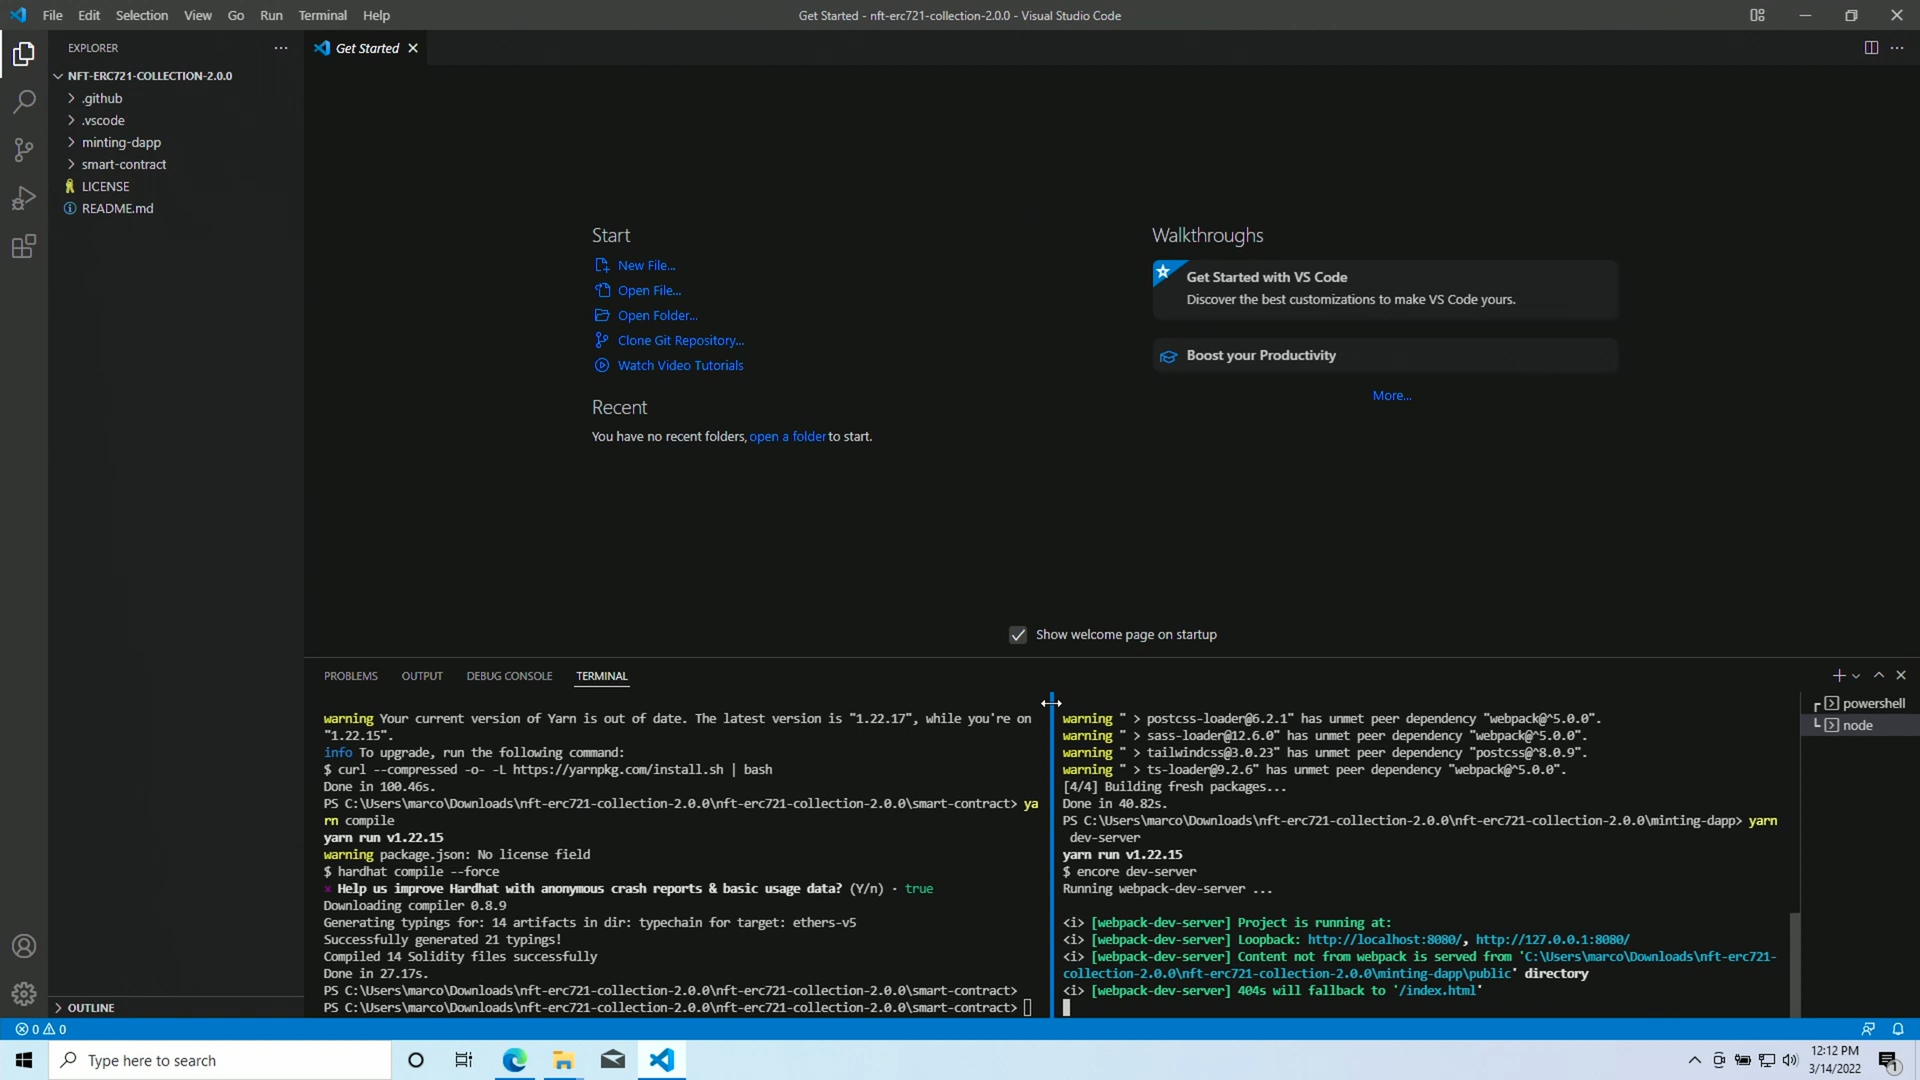 File Edit Selection View Go Run Terminal Help
Get Started - nft-erc721-collection-2.0.0 - Visual Studio Code
EXPLORER
Get Started
NFT-ERC721-COLLECTION-2.0.0
.github
.vscode
minting-dapp
smart-contract
LICENSE
README.md
OUTLINE
Start
New File...
Open File...
Open Folder...
Clone Git Repository...
Watch Video Tutorials
Recent
You have no recent folders, open a folder to start.
Walkthroughs
Get Started with VS Code
Discover the best customizations to make VS Code yours.
Boost your Productivity
More...
Show welcome page on startup
PROBLEMS OUTPUT DEBUG CONSOLE TERMINAL
warning Your current version of Yarn is out of date. The latest version is "1.22.17", while you're on
"1.22.15".
info To upgrade, run the following command:
$ curl --compressed -o- -L https://yarnpkg.com/install.sh | bash
Done in 100.46s.
PS C:\Users\marco\Downloads\nft-erc721-collection-2.0.0\nft-erc721-collection-2.0.0\smart-contract> ya
rn compile
yarn run v1.22.15
warning package.json: No license field
$ hardhat compile --force
× Help us improve Hardhat with anonymous crash reports & basic usage data? (Y/n) · true
Downloading compiler 0.8.9
Generating typings for: 14 artifacts in dir: typechain for target: ethers-v5
Successfully generated 21 typings!
Compiled 14 Solidity files successfully
Done in 27.17s.
PS C:\Users\marco\Downloads\nft-erc721-collection-2.0.0\nft-erc721-collection-2.0.0\smart-contract>
PS C:\Users\marco\Downloads\nft-erc721-collection-2.0.0\nft-erc721-collection-2.0.0\smart-contract>
warning " > postcss-loader@6.2.1" has unmet peer dependency "webpack@^5.0.0".
warning " > sass-loader@12.6.0" has unmet peer dependency "webpack@^5.0.0".
warning " > tailwindcss@3.0.23" has unmet peer dependency "postcss@^8.0.9".
warning " > ts-loader@9.2.6" has unmet peer dependency "webpack@^5.0.0".
[4/4] Building fresh packages...
Done in 40.82s.
PS C:\Users\marco\Downloads\nft-erc721-collection-2.0.0\nft-erc721-collection-2.0.0\minting-dapp> yarn
dev-server
yarn run v1.22.15
$ encore dev-server
Running webpack-dev-server ...
<i> [webpack-dev-server] Project is running at:
<i> [webpack-dev-server] Loopback: http://localhost:8080/, http://127.0.0.1:8080/
<i> [webpack-dev-server] Content not from webpack is served from 'C:\Users\marco\Downloads\nft-erc721-
collection-2.0.0\nft-erc721-collection-2.0.0\minting-dapp\public' directory
<i> [webpack-dev-server] 404s will fallback to '/index.html'
powershell
node
0 0
Type here to search
12:12 PM
3/14/2022
1